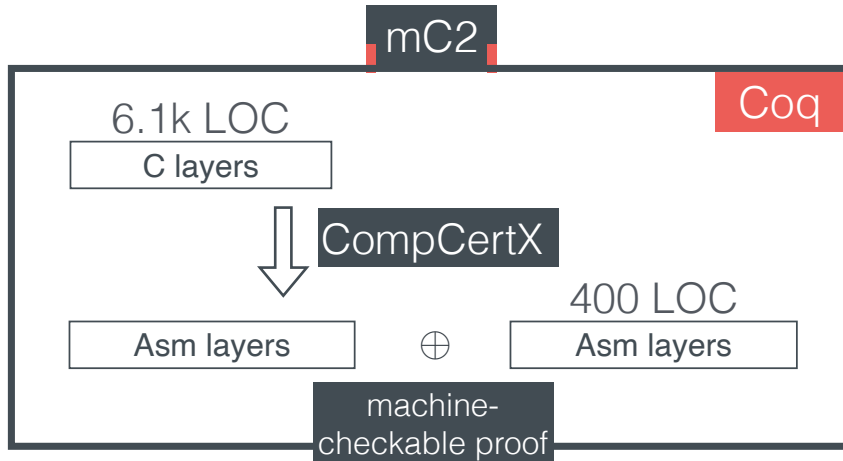 mC2
Coq
6.1k LOC
C layers
CompCertX
400 LOC
Asm layers
⊕
Asm layers
machine-
checkable proof